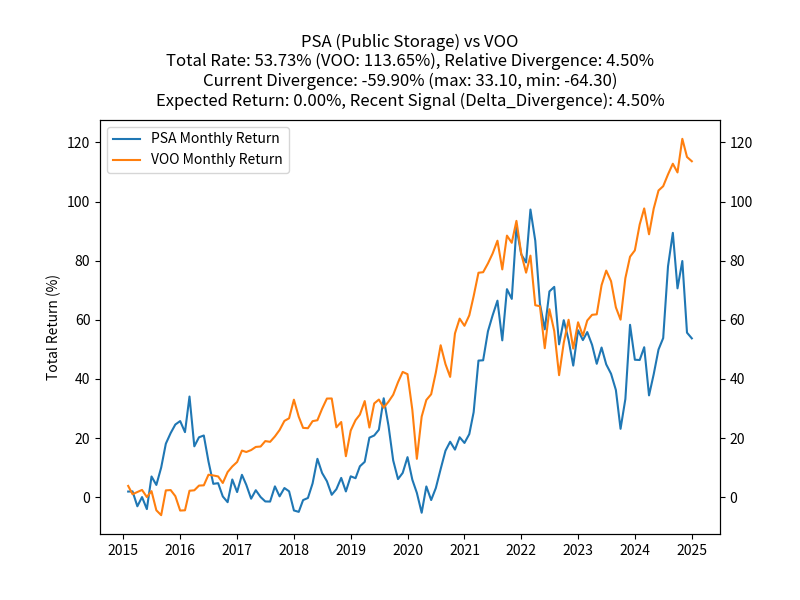 PSA (Public Storage) vs VOO
Total Rate: 53.73% (VOO: 113.65%), Relative Divergence: 4.50%
Current Divergence: -59.90% (max: 33.10, min: -64.30)
Expected Return: 0.00%, Recent Signal (Delta_Divergence): 4.50%
PSA Monthly Return
VOO Monthly Return
Total Return (%)
120
100
80
60
40
20
0
120
100
80
60
40
20
0
2015 2016 2017 2018 2019 2020 2021 2022 2023 2024 2025